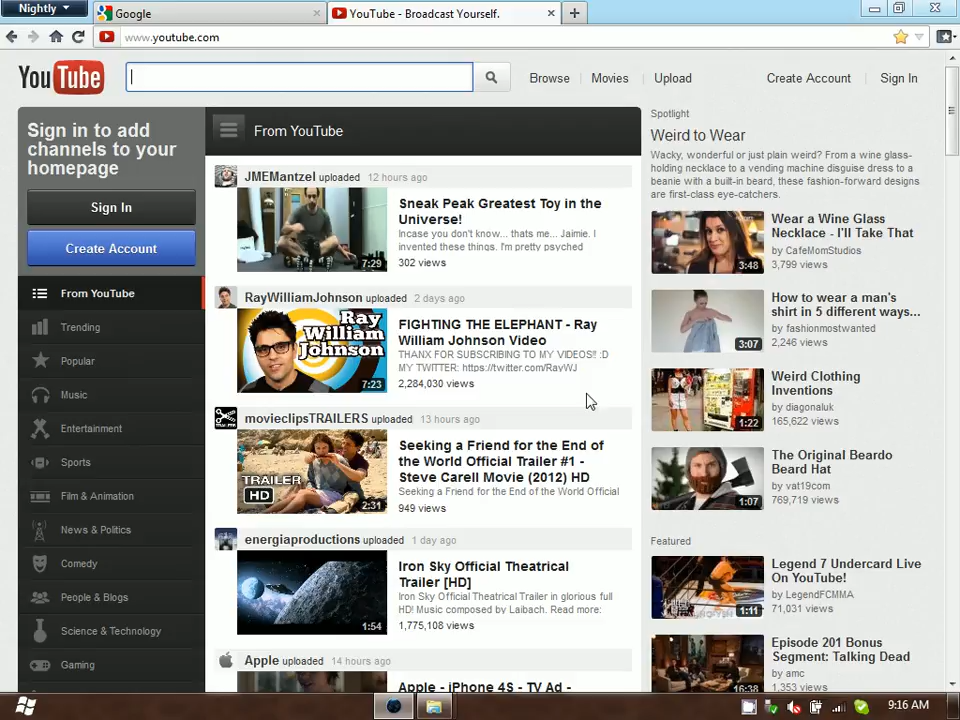 Nightly
Google
YouTube - Broadcast Yourself.
www.youtube.com
YouTube
Browse
Movies
Upload
Create Account
Sign In
Sign in to add
channels to your
homepage
Sign In
Create Account
From YouTube
Trending
Popular
Music
Entertainment
Sports
Film & Animation
News & Politics
Comedy
People & Blogs
Science & Technology
Gaming
From YouTube
JMEMantzel uploaded 12 hours ago
7:29
Sneak Peak Greatest Toy in the
Universe!
Incase you don't know... thats me... Jaimie. I
invented these things. I'm pretty psyched
302 views
RayWilliamJohnson uploaded 2 days ago
Ray
William
Johnson
7:23
FIGHTING THE ELEPHANT - Ray
William Johnson Video
THANX FOR SUBSCRIBING TO MY VIDEOS!! :D
MY TWITTER: https://twitter.com/RayWJ
2,284,030 views
movieclipsTRAILERS uploaded 13 hours ago
TRAILER
HD
2:31
Seeking a Friend for the End of
the World Official Trailer #1 -
Steve Carell Movie (2012) HD
Seeking a Friend for the End of the World Official
949 views
energiaproductions uploaded 1 day ago
1:54
Iron Sky Official Theatrical
Trailer [HD]
Iron Sky Official Theatrical Trailer in glorious full
HD! Music composed by Laibach. Read more:
1,775,108 views
Apple uploaded 14 hours ago
Apple - iPhone 4S - TV Ad -
Spotlight
Weird to Wear
Wacky, wonderful or just plain weird? From a wine glass-
holding necklace to a vending machine disguise dress to a
beanie with a built-in beard, these fashion-forward designs
are first-class eye-catchers.
3:48
Wear a Wine Glass
Necklace - I'll Take That
by CafeMomStudios
3,799 views
3:07
How to wear a man's
shirt in 5 different ways...
by fashionmostwanted
2,246 views
1:22
Weird Clothing
Inventions
by diagonaluk
165,622 views
1:07
The Original Beardo
Beard Hat
by vat19com
769,719 views
Featured
1:11
Legend 7 Undercard Live
On YouTube!
by LegendFCMMA
71,031 views
16:38
Episode 201 Bonus
Segment: Talking Dead
by amc
1,353 views
9:16 AM